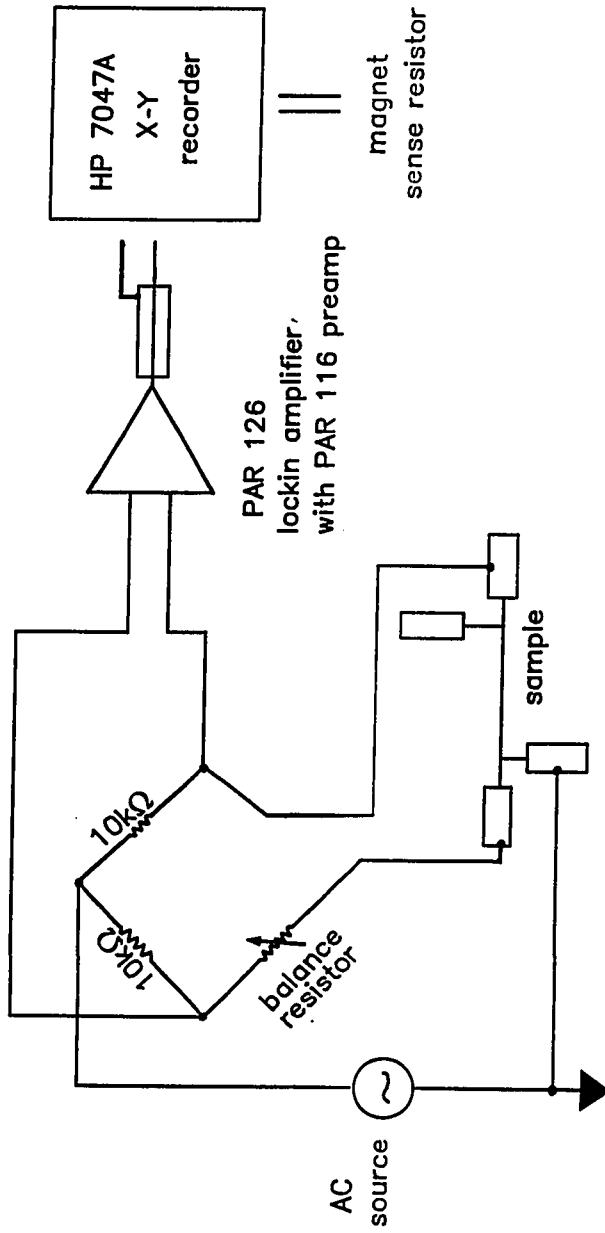 HP 7047A
X-Y
recorder
magnet
sense resistor
PAR 126
lockin amplifier,
with PAR 116 preamp
10kΩ
10kΩ
balance
resistor
sample
AC
source
~